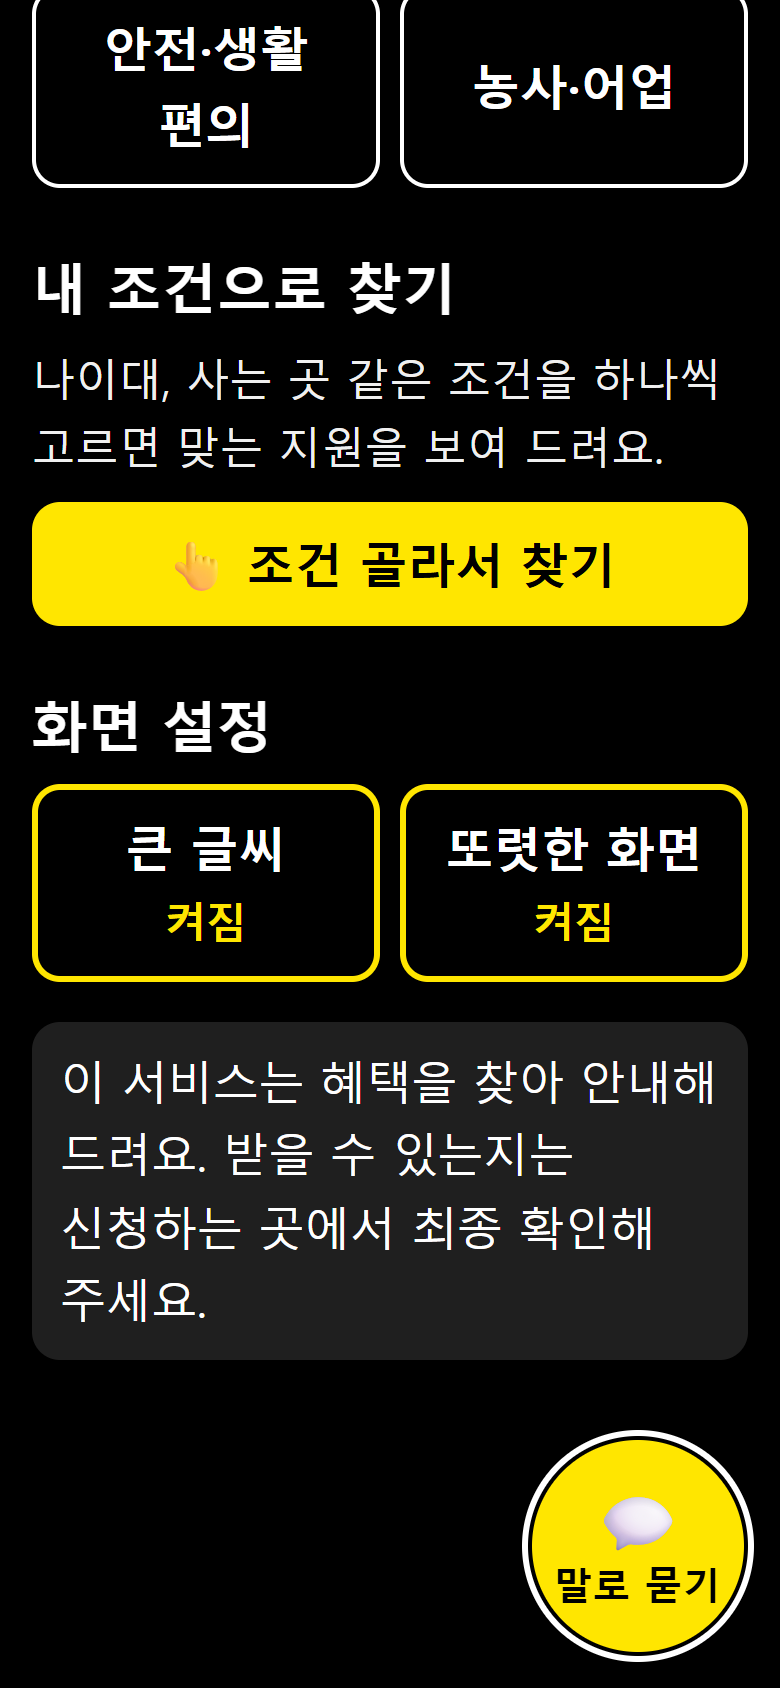 안전·생활
편의
농사·어업
내 조건으로 찾기
나이대, 사는 곳 같은 조건을 하나씩
고르면 맞는 지원을 보여 드려요.
👆 조건 골라서 찾기
화면 설정
큰 글씨
켜짐
또렷한 화면
켜짐
이 서비스는 혜택을 찾아 안내해
드려요. 받을 수 있는지는
신청하는 곳에서 최종 확인해
주세요.
말로 묻기